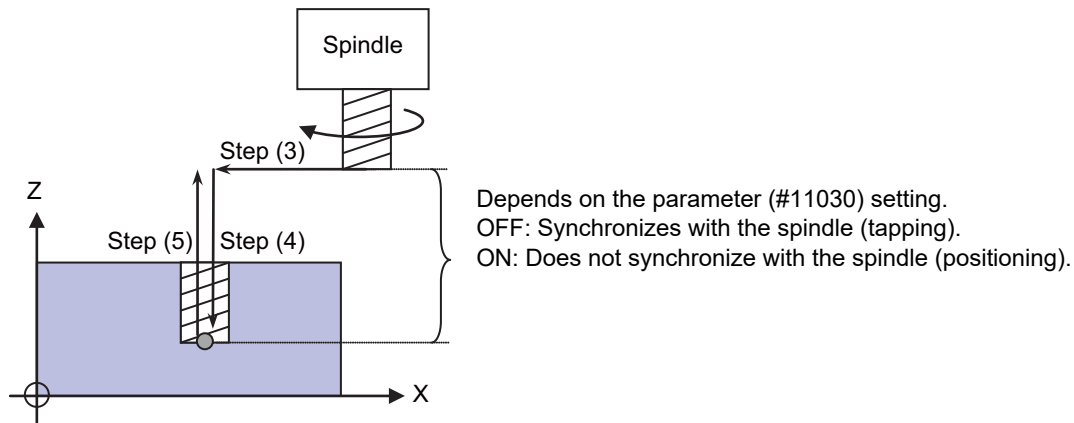 Spindle
Step (3)
Z
Depends on the parameter (#11030) setting.
OFF: Synchronizes with the spindle (tapping).
ON: Does not synchronize with the spindle (positioning).
Step (5)
Step (4)
X